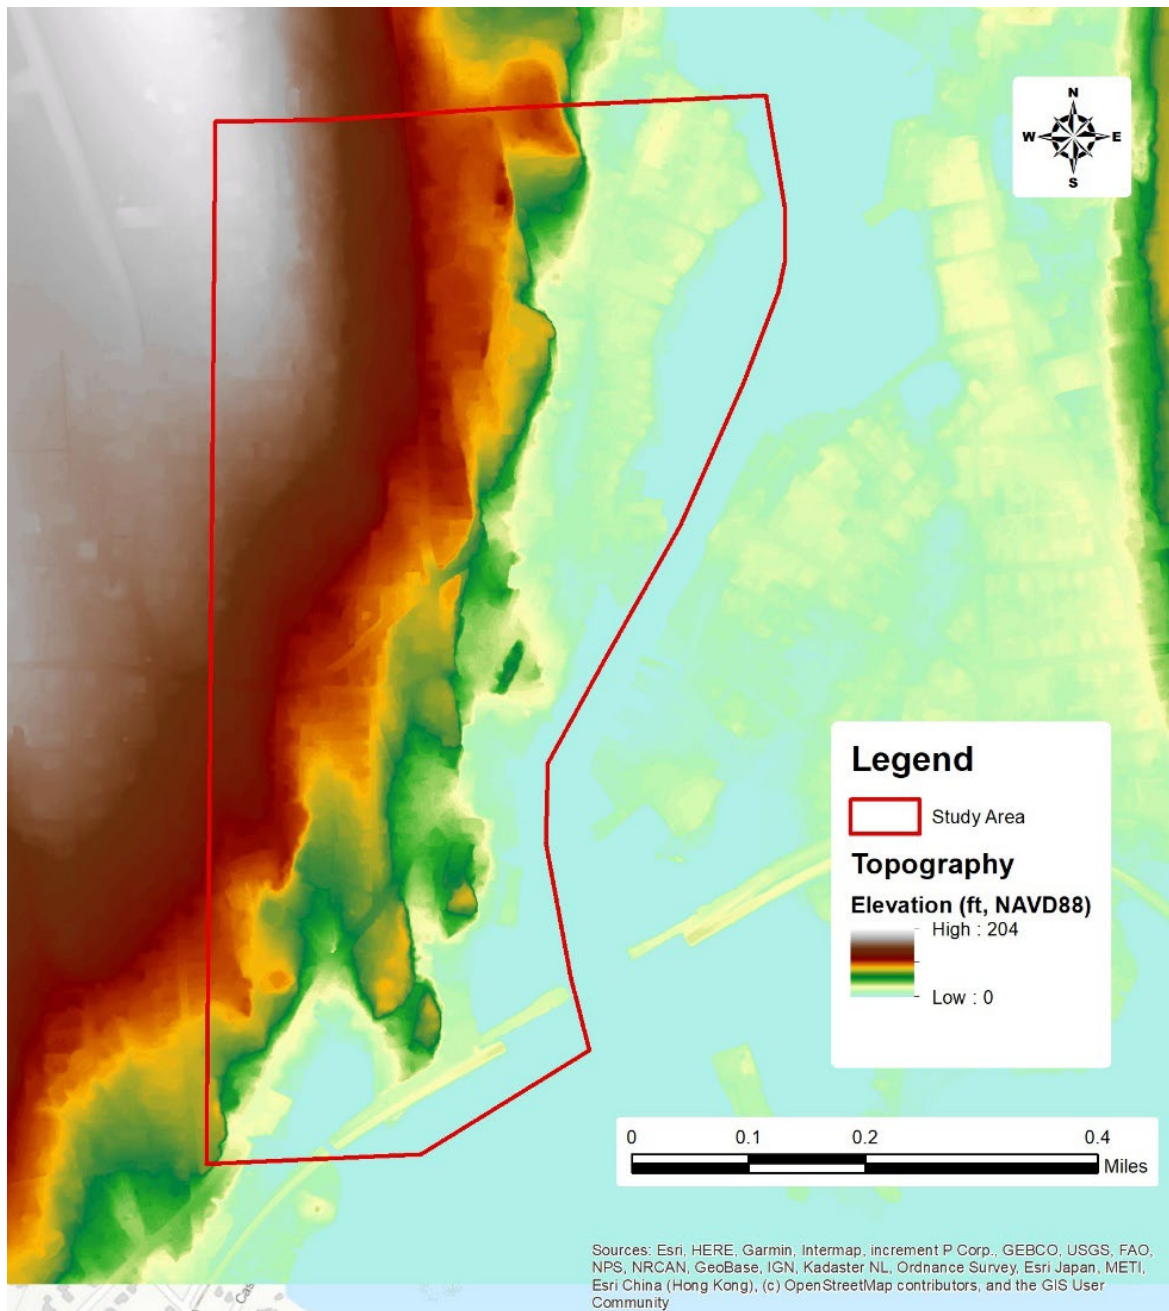 N
W E
S
Legend
Study Area
Topography
Elevation (ft, NAVD88)
High : 204
Low : 0
0 0.1 0.2 0.4
Miles
Sources: Esri, HERE, Garmin, Intermap, increment P Corp., GEBCO, USGS, FAO,
NPS, NRCAN, GeoBase, IGN, Kadaster NL, Ordnance Survey, Esri Japan, METI,
Esri China (Hong Kong), (c) OpenStreetMap contributors, and the GIS User
Community